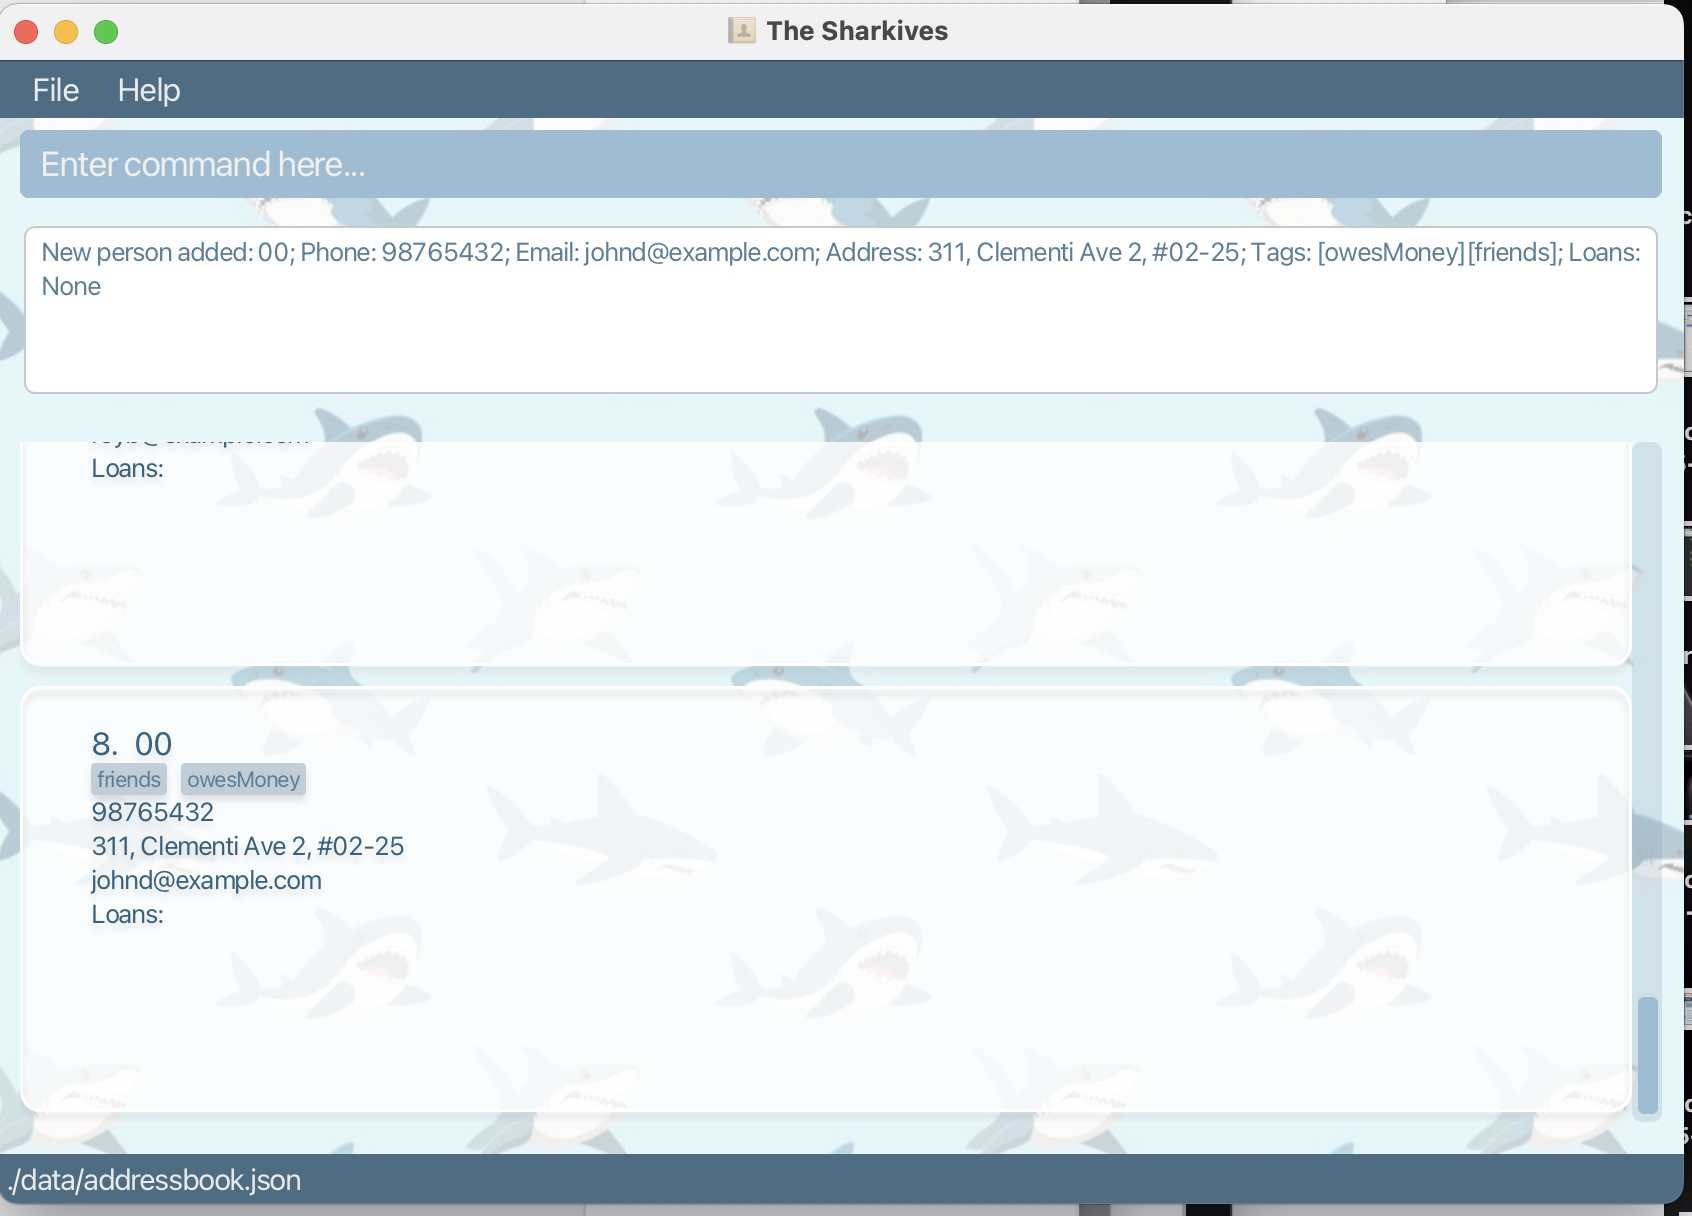 The Sharkives
File Help
Enter command here...
New person added: 00; Phone: 98765432; Email: johnd@example.com; Address: 311, Clementi Ave 2, #02-25; Tags: [owesMoney][friends]; Loans:
None
Loans:
8. 00
friends owesMoney
98765432
311, Clementi Ave 2, #02-25
johnd@example.com
Loans:
./data/addressbook.json